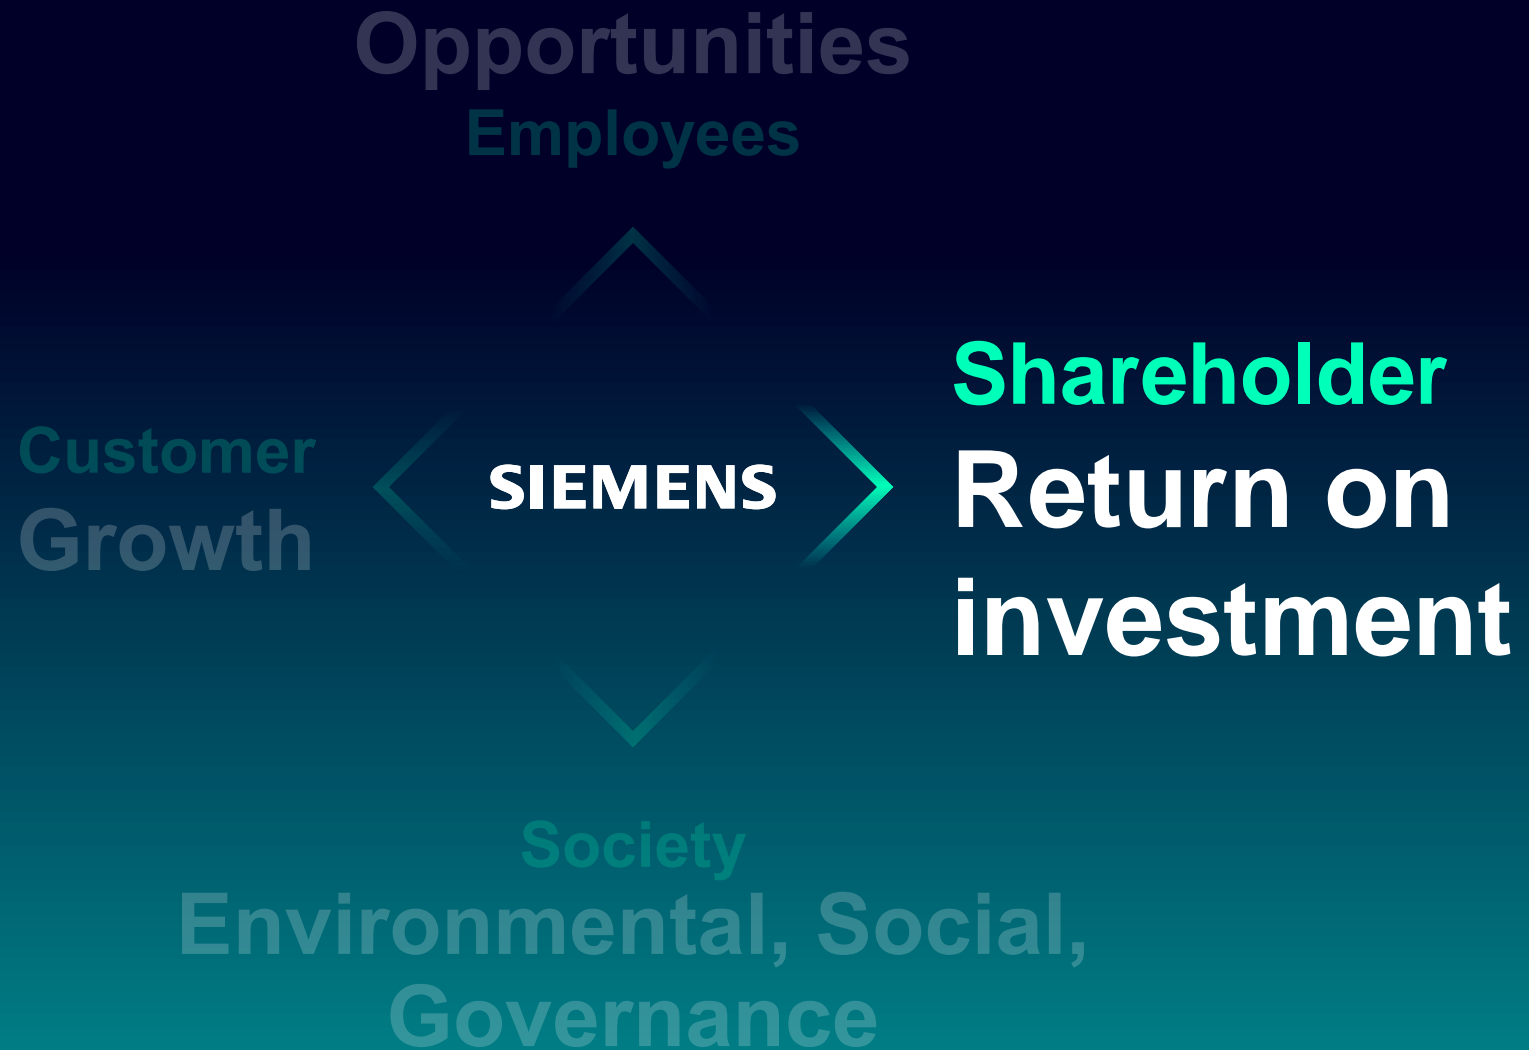 Opportunities
Employees
Customer
Growth
SIEMENS
Shareholder
Return on
investment
Society
Environmental, Social,
Governance